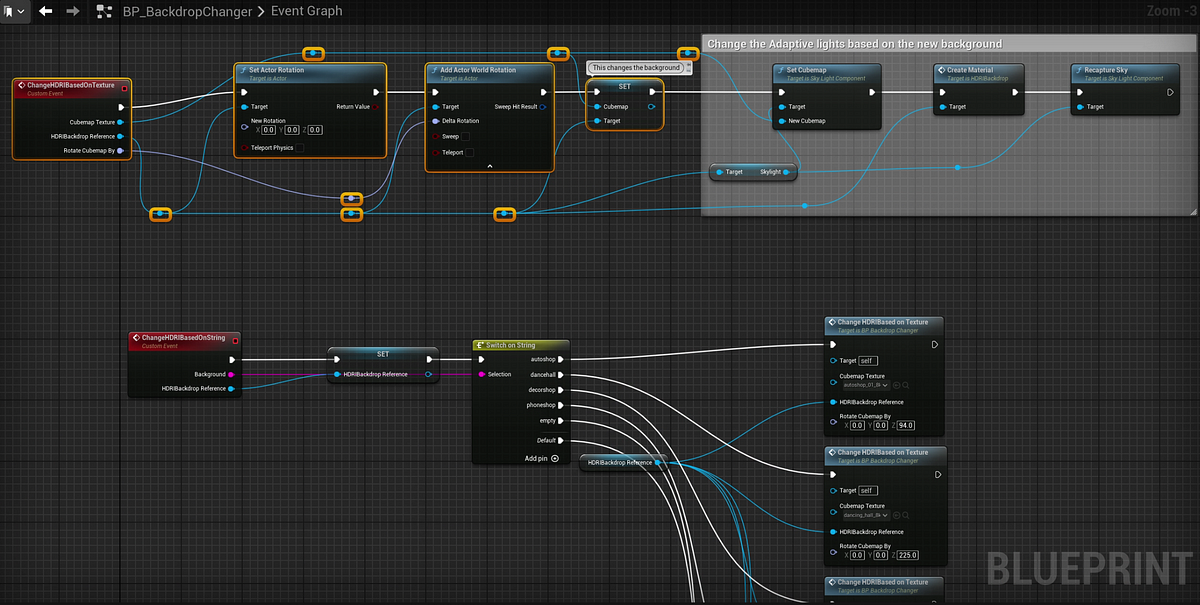 BP_BackdropChanger > Event Graph
Zoom -3
Change the Adaptive lights based on the new background
ChangeHDRIBasedOnTexture
Custom Event
Cubemap Texture
HDRIBackdrop Reference
Rotate Cubemap By
Set Actor Rotation
Target is Actor
Target
Return Value
New Rotation
X 0.0 Y 0.0 Z 0.0
Teleport Physics
Add Actor World Rotation
Target is Actor
Target
Sweep Hit Result
Delta Rotation
Sweep
Teleport
This changes the background
SET
Cubemap
Target
Set Cubemap
Target is Sky Light Component
Target
New Cubemap
Create Material
Target is HDRIBackdrop
Target
Recapture Sky
Target is Sky Light Component
Target
Target Skylight
ChangeHDRIBasedOnString
Custom Event
Background
HDRIBackdrop Reference
SET
HDRIBackdrop Reference
Switch on String
Selection
autoshop
dancehall
decorshop
phoneshop
empty
Default
Add pin
HDRIBackdrop Reference
Change HDRIBased on Texture
Target is BP Backdrop Changer
Target self
Cubemap Texture
autoshop_01_8k
HDRIBackdrop Reference
Rotate Cubemap By
X 0.0 Y 0.0 Z 94.0
Change HDRIBased on Texture
Target is BP Backdrop Changer
Target self
Cubemap Texture
dancing_hall_8k
HDRIBackdrop Reference
Rotate Cubemap By
X 0.0 Y 0.0 Z 225.0
Change HDRIBased on Texture
Target is BP Backdrop Changer
BLUEPRINT